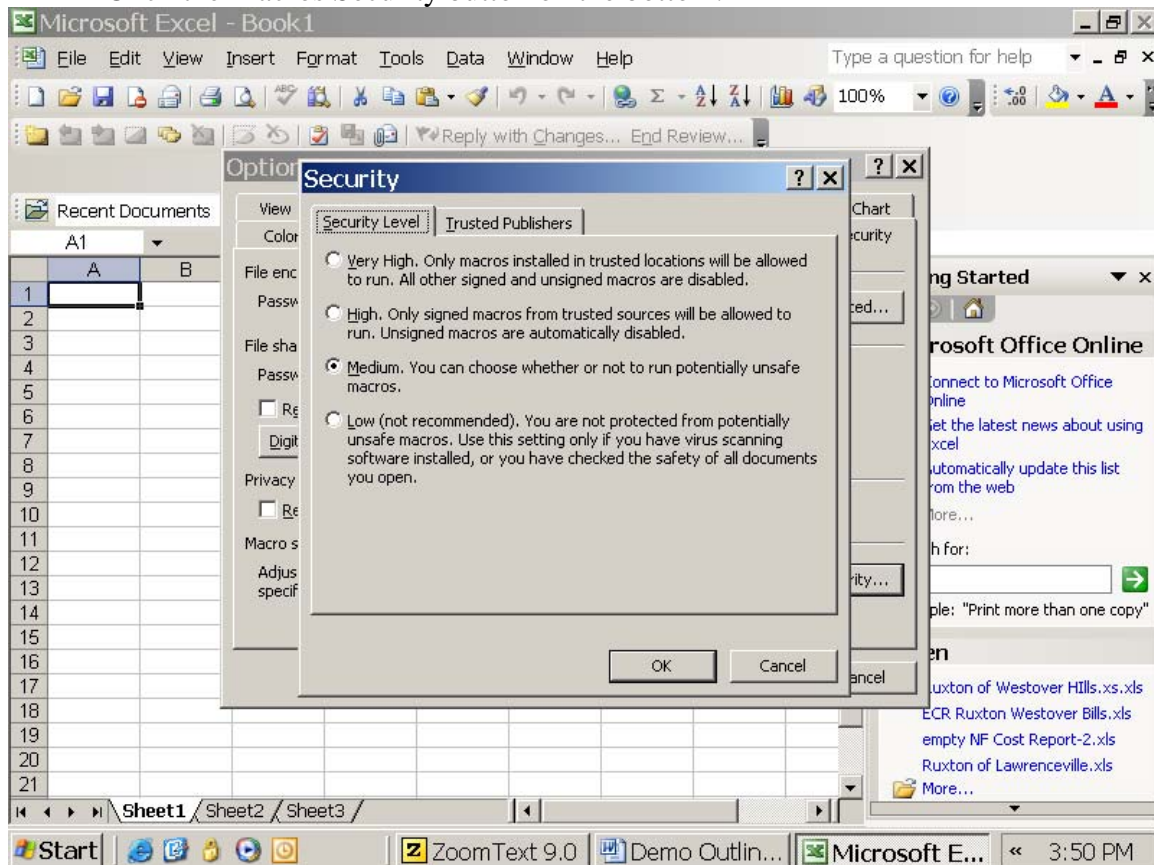 Microsoft Excel - Book1
File Edit View Insert Format Tools Data Window Help
Type a question for help
100%
Reply with Changes... End Review...
Recent Documents
A1
A B
1
2
3
4
5
6
7
8
9
10
11
12
13
14
15
16
17
18
19
20
21
Option
View
Chart
Color
ecurity
File enc
Passw
ced...
File sha
Passw
Re
Digit
Privacy
Re
Macro s
Adjus
specif
rity...
ancel
Security
Security Level
Trusted Publishers
Very High. Only macros installed in trusted locations will be allowed
to run. All other signed and unsigned macros are disabled.
High. Only signed macros from trusted sources will be allowed to
run. Unsigned macros are automatically disabled.
Medium. You can choose whether or not to run potentially unsafe
macros.
Low (not recommended). You are not protected from potentially
unsafe macros. Use this setting only if you have virus scanning
software installed, or you have checked the safety of all documents
you open.
OK
Cancel
ng Started
rosoft Office Online
onnect to Microsoft Office
nline
et the latest news about using
xcel
utomatically update this list
rom the web
ore...
h for:
ple: "Print more than one copy"
en
uxton of Westover HIlls.xs.xls
ECR Ruxton Westover Bills.xls
empty NF Cost Report-2.xls
Ruxton of Lawrenceville.xls
More...
Sheet1 Sheet2 Sheet3
Start
ZoomText 9.0
Demo Outlin...
Microsoft E...
3:50 PM